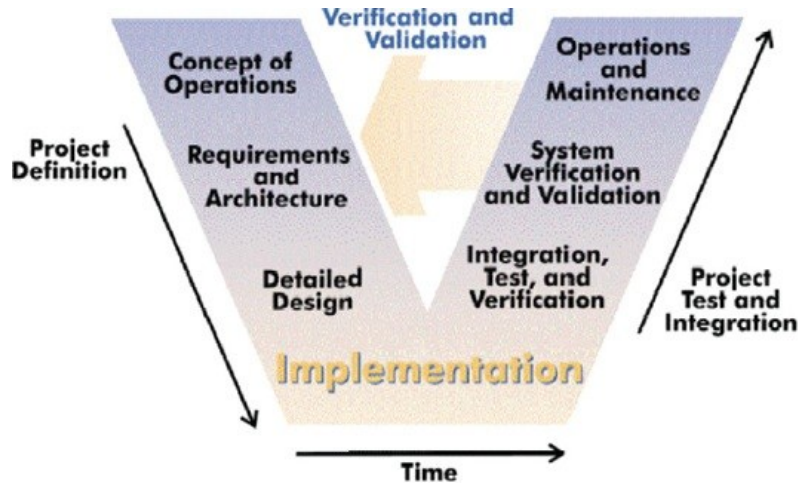 Verification and
Validation
Concept of
Operations
Operations
and
Maintenance
Project
Definition
Requirements
and
Architecture
System
Verification
and Validation
Detailed
Design
Integration,
Test, and
Verification
Project
Test and
Integration
Implementation
Time